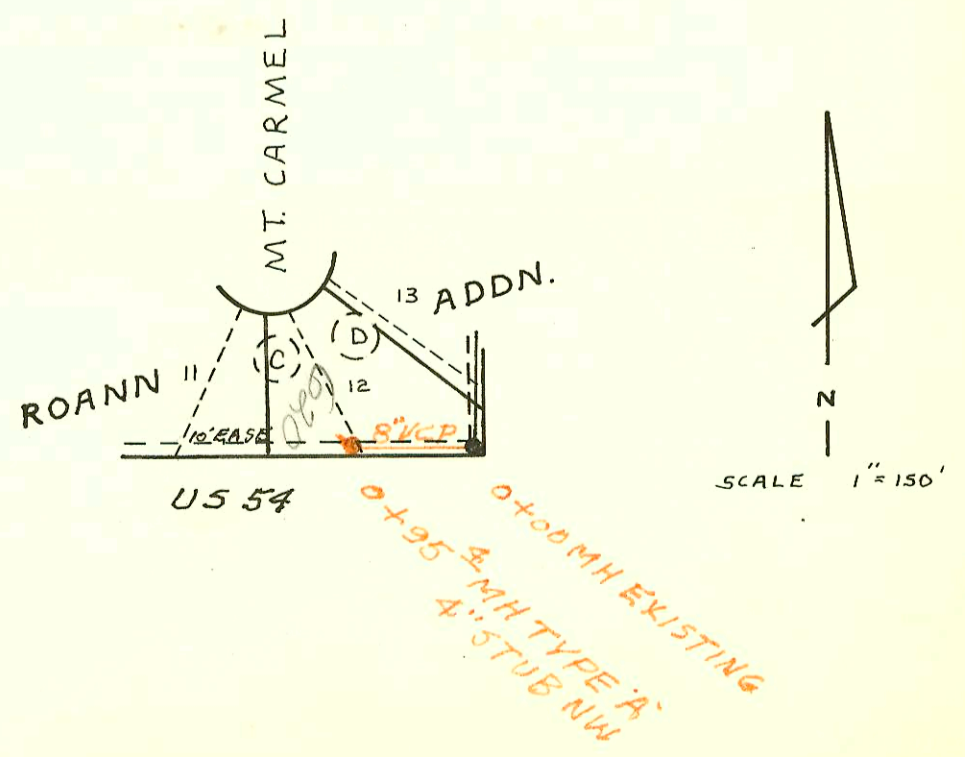 MT. CARMEL
13 ADDN.
D
C
ROANN 11
12
10' EASE
8" VCP
US 54
N
SCALE 1" = 150'
0+00 MH EXISTING
0+95 & MH TYPE 'A'
4" STUB NW